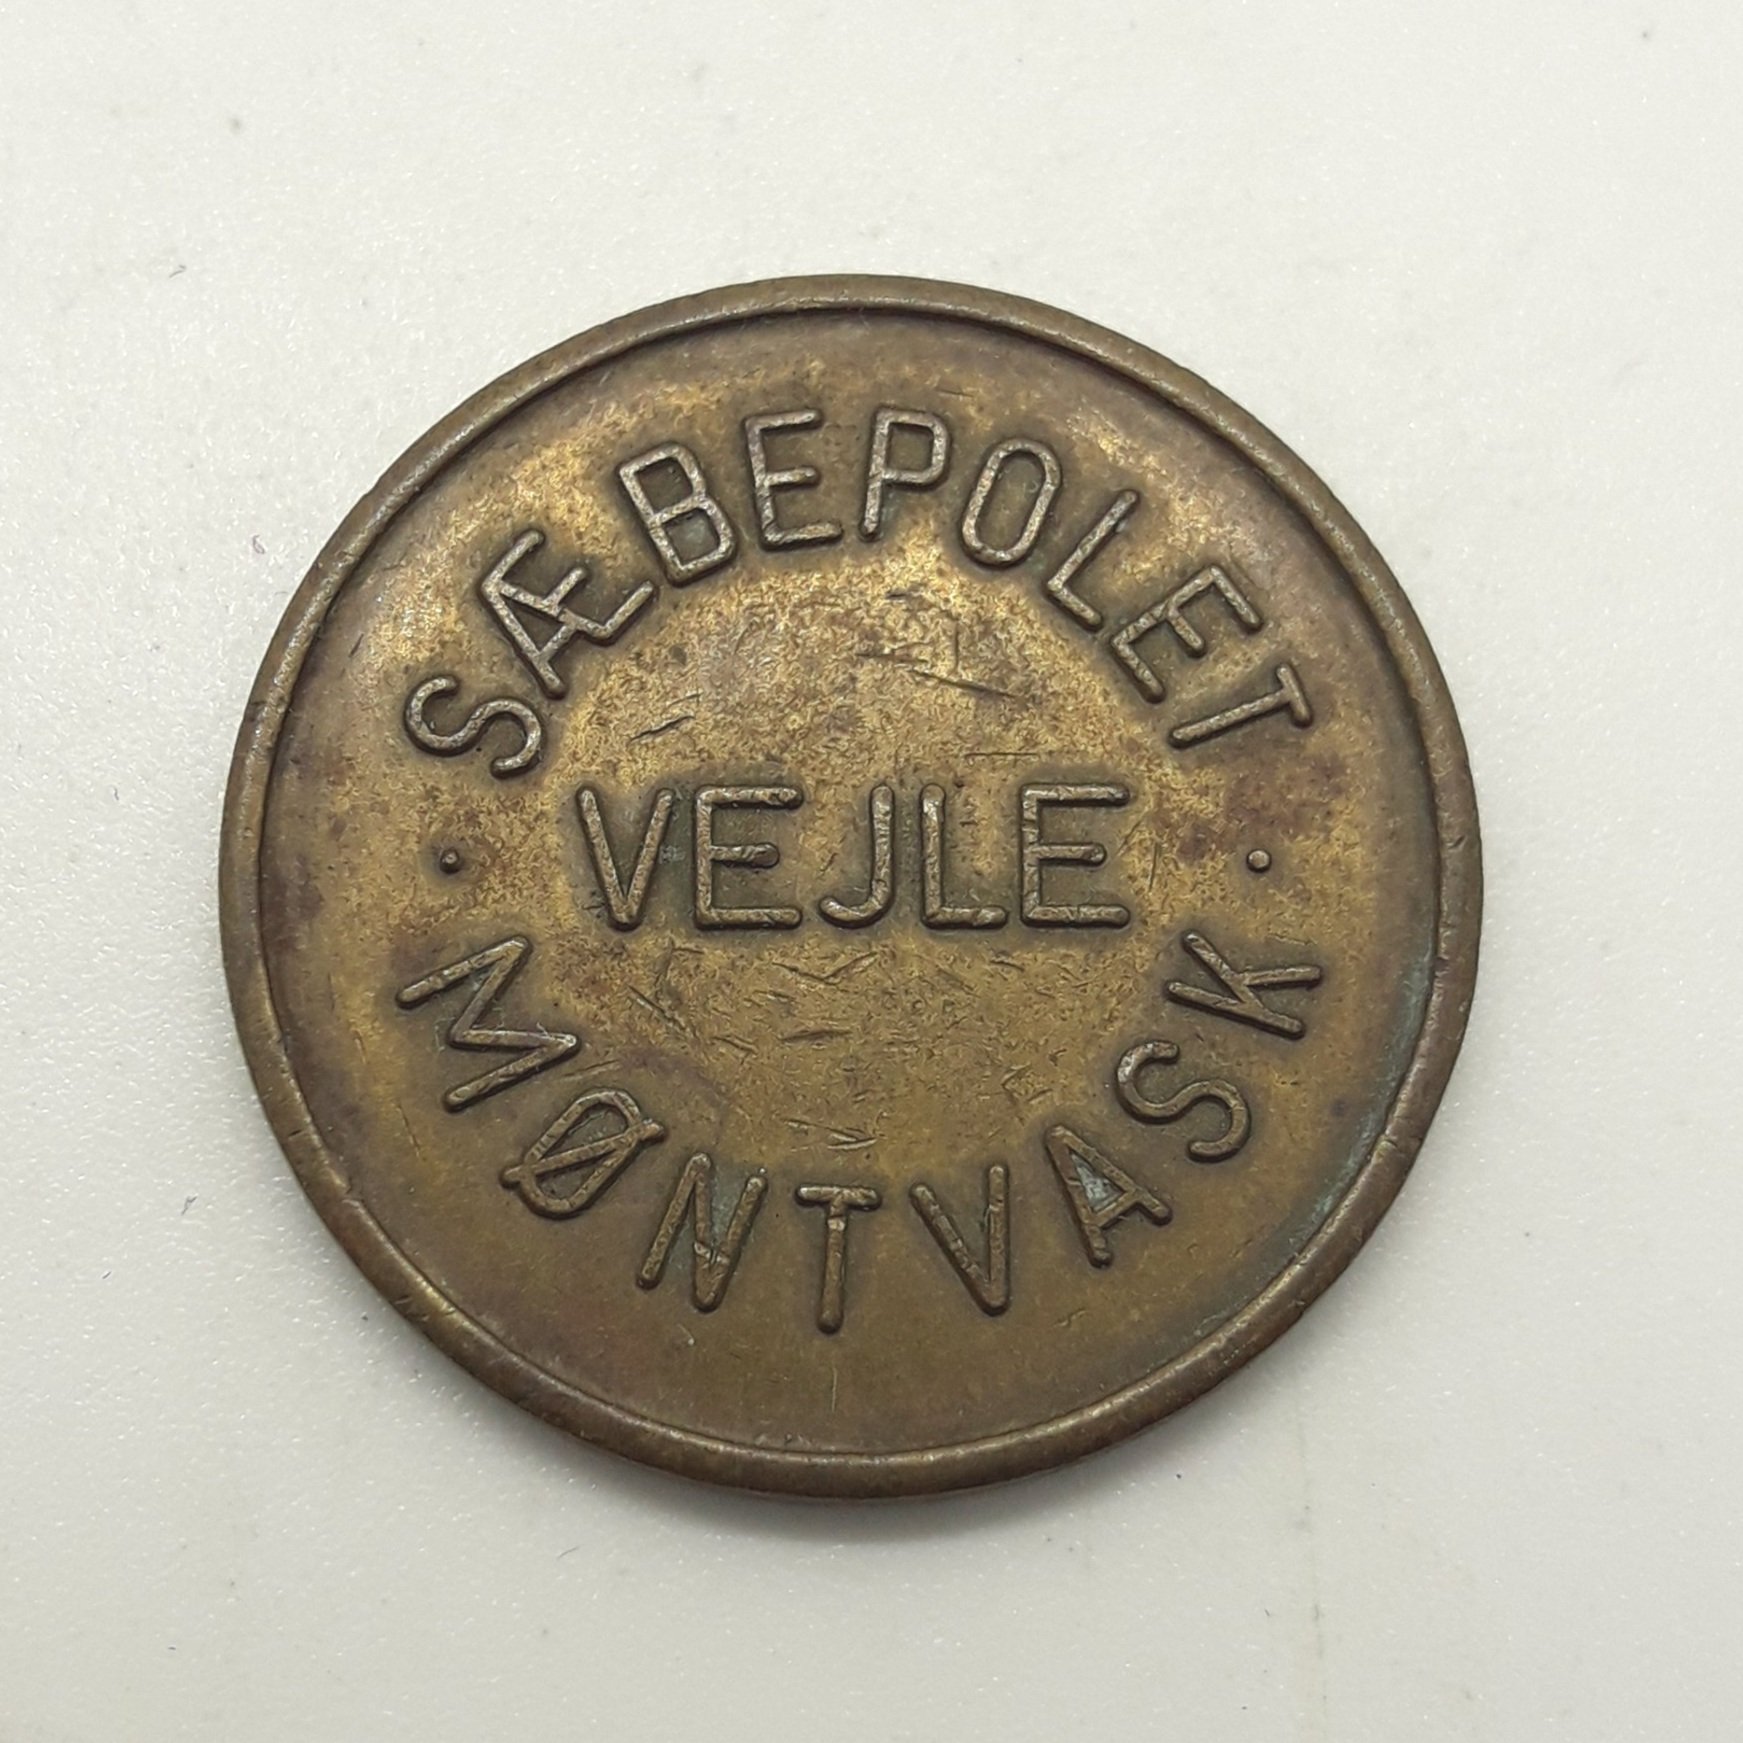 SÆBEPOLET
· VEJLE ·
MØNTVASK